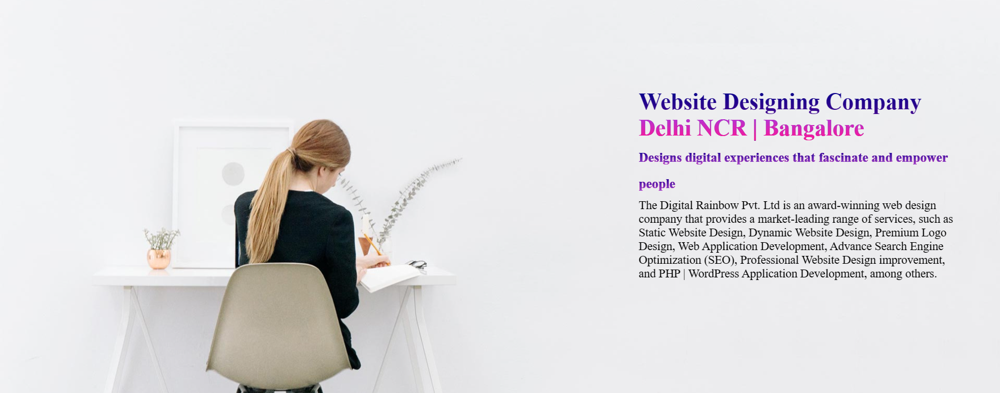 Website Designing Company
Delhi NCR | Bangalore
Designs digital experiences that fascinate and empower
people
The Digital Rainbow Pvt. Ltd is an award-winning web design
company that provides a market-leading range of services, such as
Static Website Design, Dynamic Website Design, Premium Logo
Design, Web Application Development, Advance Search Engine
Optimization (SEO), Professional Website Design improvement,
and PHP | WordPress Application Development, among others.